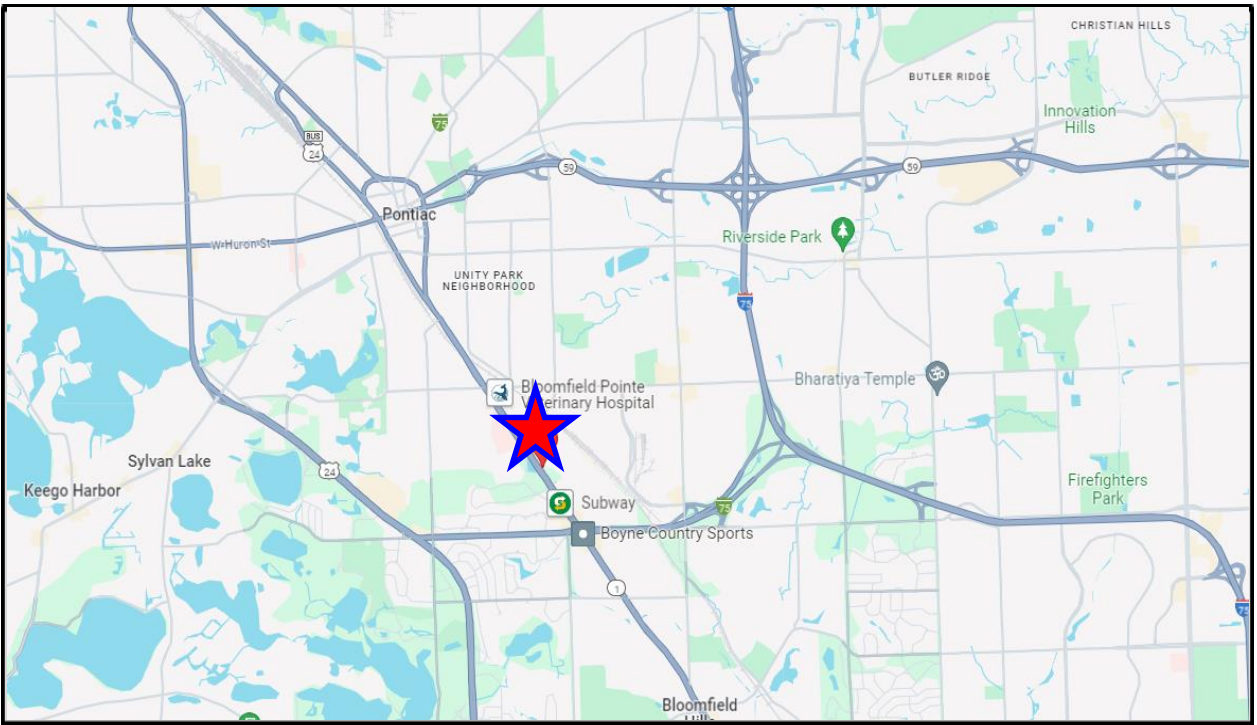 CHRISTIAN HILLS
BUTLER RIDGE
Innovation
Hills
75
BUS
24
59
59
Pontiac
Riverside Park
W Huron St
UNITY PARK
NEIGHBORHOOD
75
Bharatiya Temple
Bloomfield Pointe
Veterinary Hospital
Sylvan Lake
24
Keego Harbor
Firefighters
Park
Subway
75
Boyne Country Sports
1
75
Bloomfield
Hills